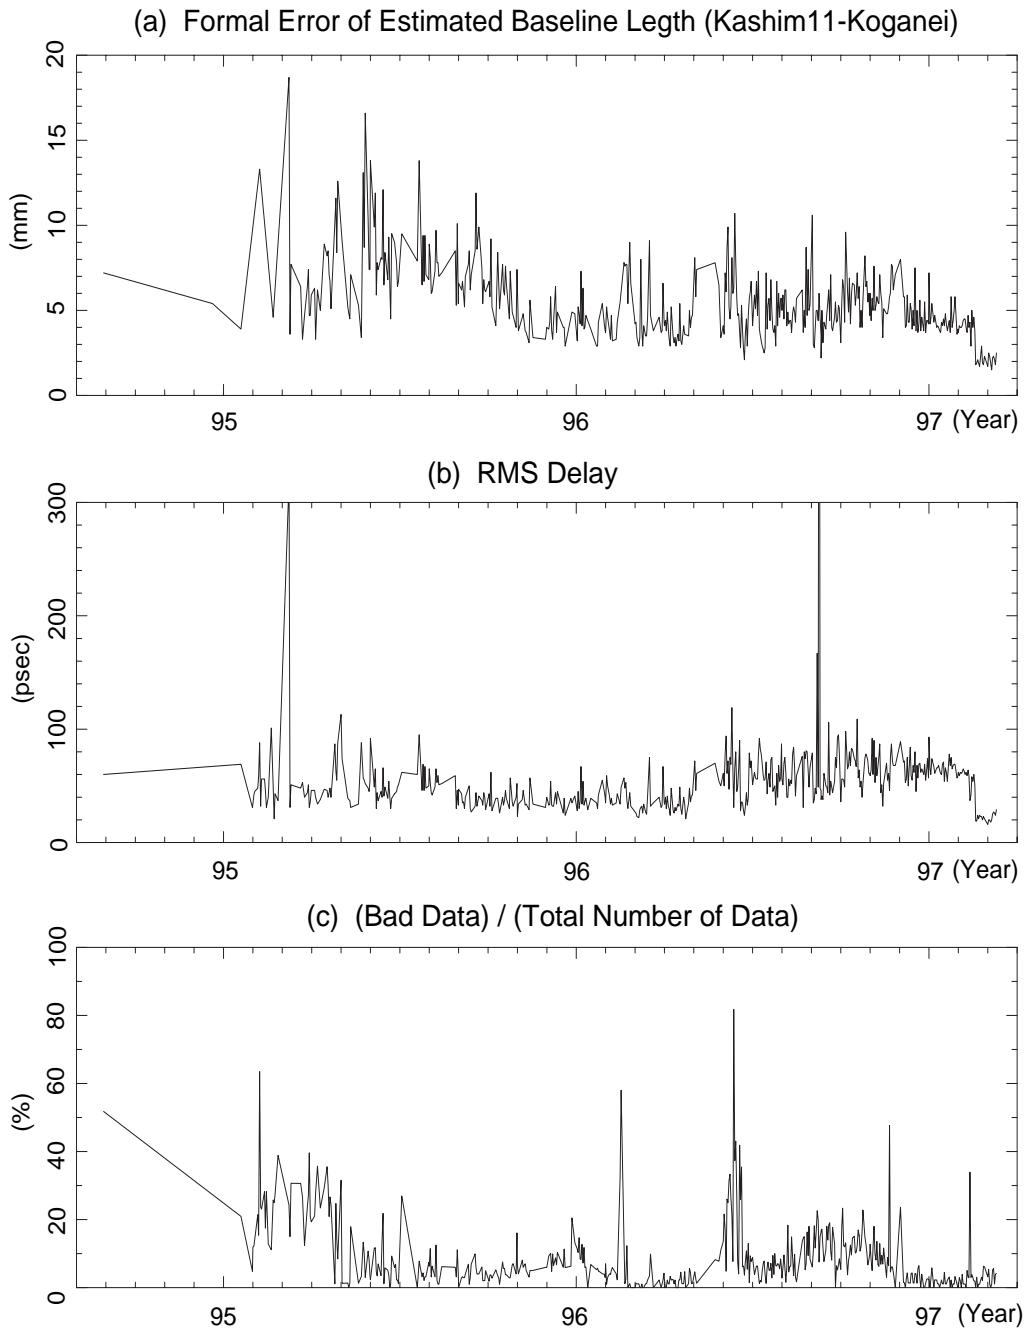 (a) Formal Error of Estimated Baseline Legth (Kashim11-Koganei)
20
15
10
5
0
(mm)
95 96 97 (Year)
(b) RMS Delay
300
200
100
0
(psec)
95 96 97 (Year)
(c) (Bad Data) / (Total Number of Data)
100
80
60
40
20
0
(%)
95 96 97 (Year)